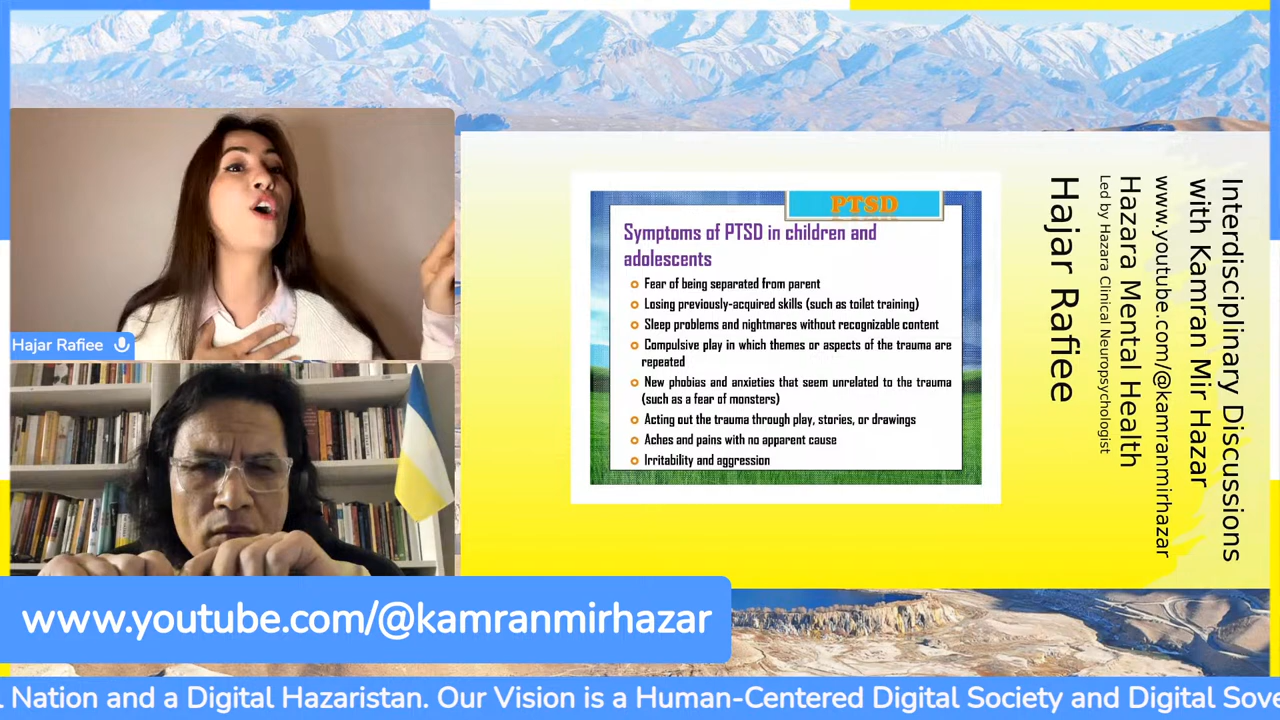 Hajar Rafiee
PTSD
Symptoms of PTSD in children and
adolescents
Fear of being separated from parent
Losing previously-acquired skills (such as toilet training)
Sleep problems and nightmares without recognizable content
Compulsive play in which themes or aspects of the trauma are
repeated
New phobias and anxieties that seem unrelated to the trauma
(such as a fear of monsters)
Acting out the trauma through play, stories, or drawings
Aches and pains with no apparent cause
Irritability and aggression
Interdisciplinary Discussions
with Kamran Mir Hazar
www.youtube.com/@kamranmirhazar
Hazara Mental Health
Led by Hazara Clinical Neuropsychologist
Hajar Rafiee
www.youtube.com/@kamranmirhazar
Nation and a Digital Hazaristan. Our Vision is a Human-Centered Digital Society and Digital Sove